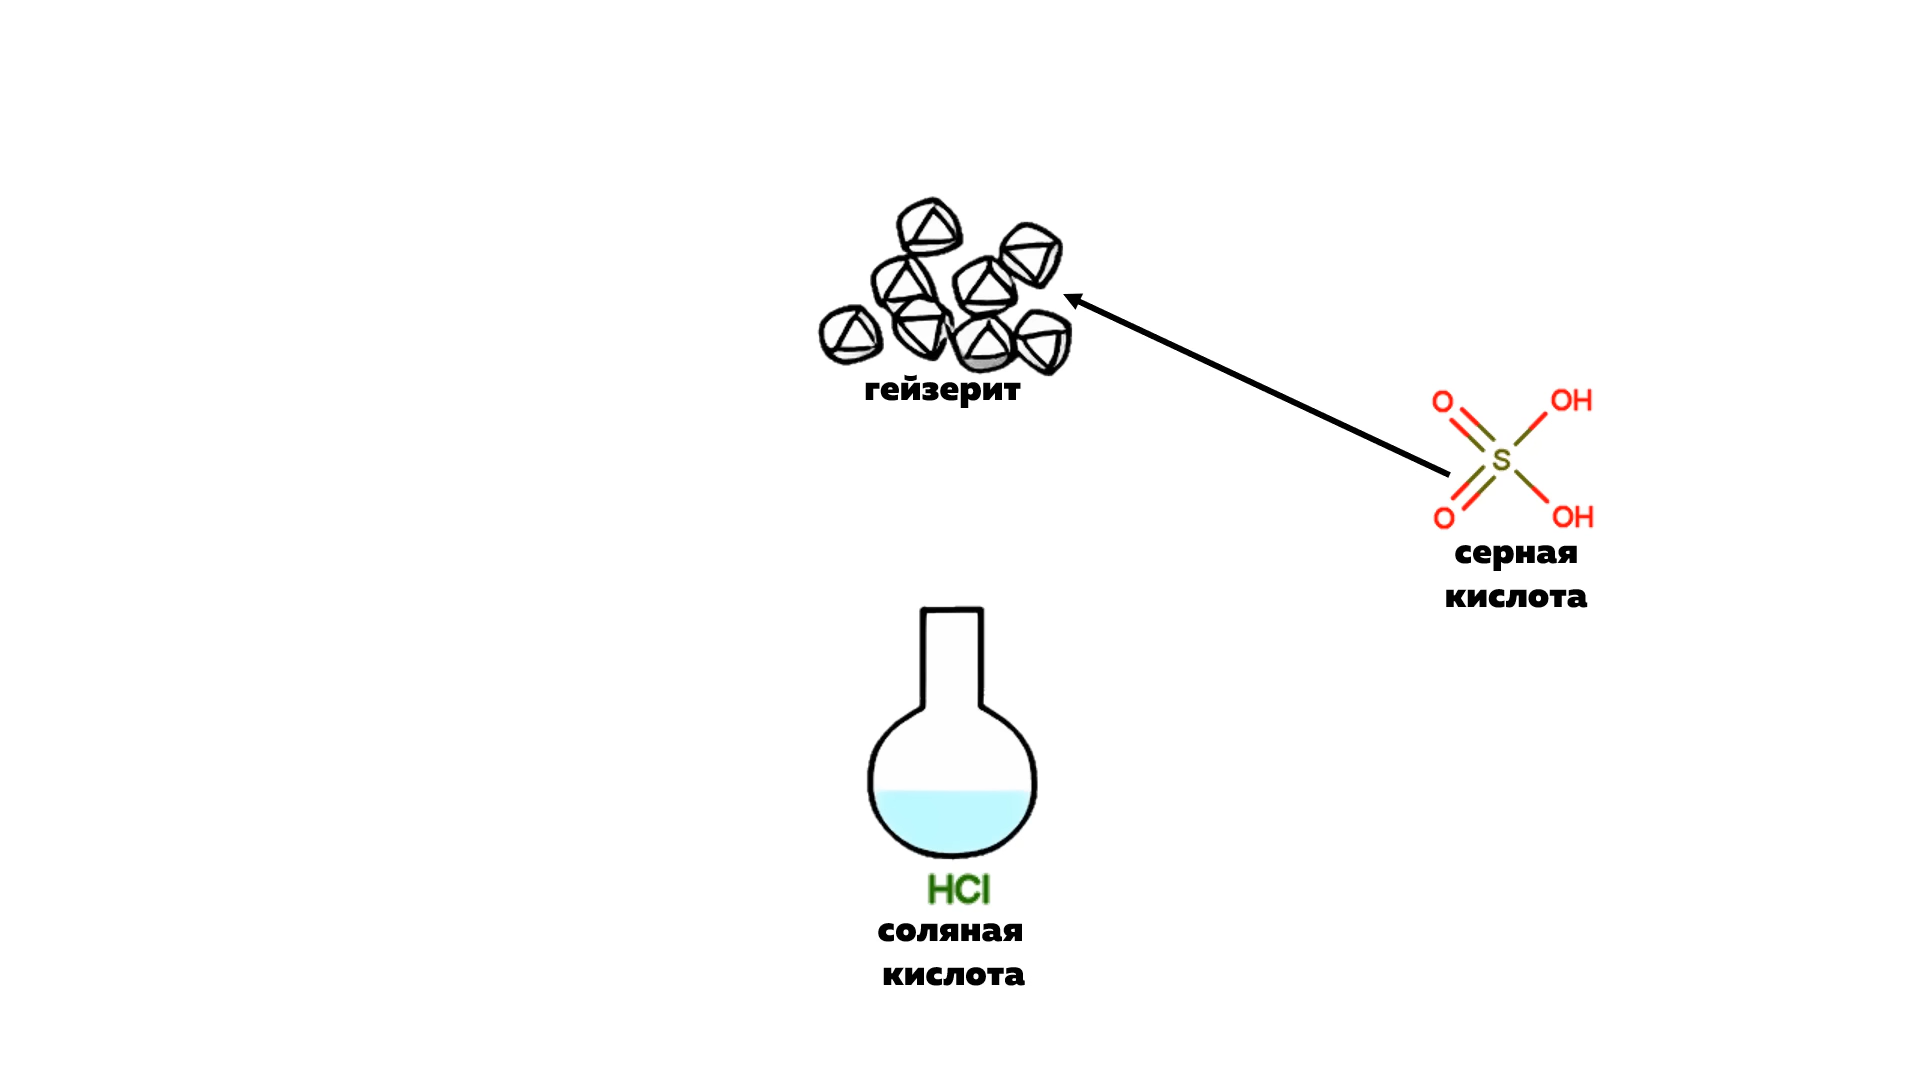 гейзерит
O
OH
S
O
OH
серная
кислота
HCl
соляная
кислота